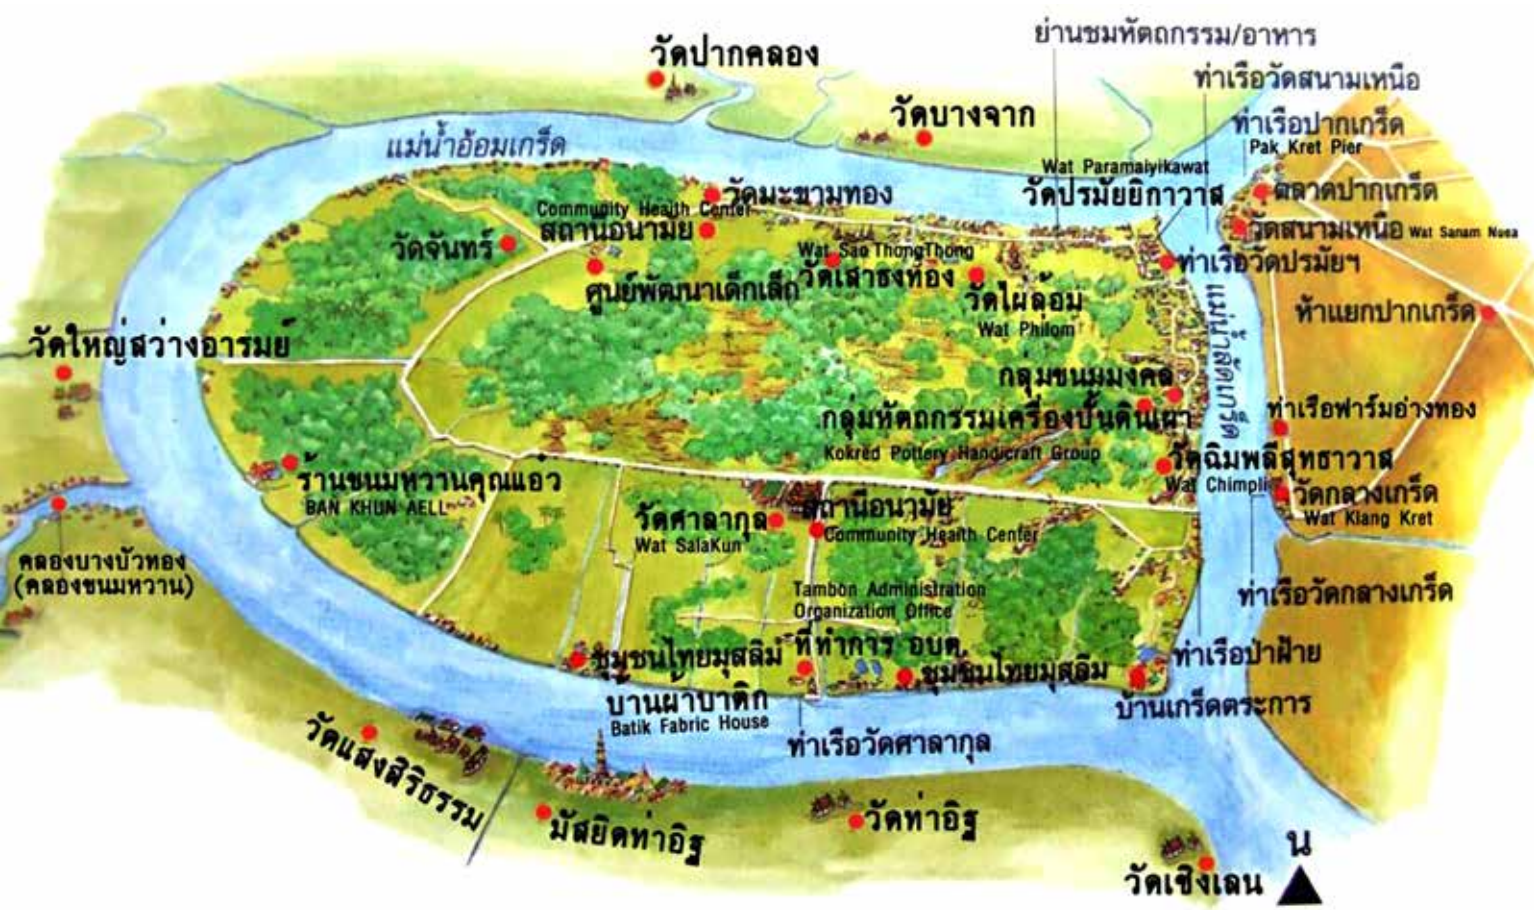 ย่านชมหัตถกรรม/อาหาร
วัดปากคลอง
ท่าเรือวัดสนามเหนือ
วัดบางจาก
ท่าเรือปากเกร็ด
Pak Kret Pier
แม่น้ำอ้อมเกร็ด
Wat Paramaiyikawat
วัดปรมัยยิกาวาส
ตลาดปากเกร็ด
วัดมะขามทอง
Community Health Center
สถานีอนามัย
วัดสนามเหนือ Wat Sanam Nuea
วัดจันทร์
Wat Sao ThongThong
วัดเสาธงทอง
ท่าเรือวัดปรมัยฯ
ศูนย์พัฒนาเด็กเล็ก
วัดไผ่ล้อม
Wat Philom
แม่น้ำลัดเกร็ด
ห้าแยกปากเกร็ด
วัดใหญ่สว่างอารมย์
กลุ่มขนมมงคล
กลุ่มหัตถกรรมเครื่องปั้นดินเผา
Kokred Pottery Handicraft Group
ท่าเรือฟาร์มอ่างทอง
วัดฉิมพลีสุทธาวาส
Wat Chimpli
ร้านขนมหวานคุณแอ๋ว
BAN KHUN AELL
วัดกลางเกร็ด
Wat Klang Kret
วัดศาลากุล
Wat SalaKun
สถานีอนามัย
Community Health Center
คลองบางบัวทอง
(คลองขนมหวาน)
Tambon Administration
Organization Office
ท่าเรือวัดกลางเกร็ด
ที่ทำการ อบต.
ชุมชนไทยมุสลิม
ชุมชนไทยมุสลิม
ท่าเรือป่าฝ้าย
บ้านผ้าบาติก
Batik Fabric House
บ้านเกร็ดตระการ
ท่าเรือวัดศาลากุล
วัดแสงสิริธรรม
มัสยิดท่าอิฐ
วัดท่าอิฐ
น
วัดเชิงเลน